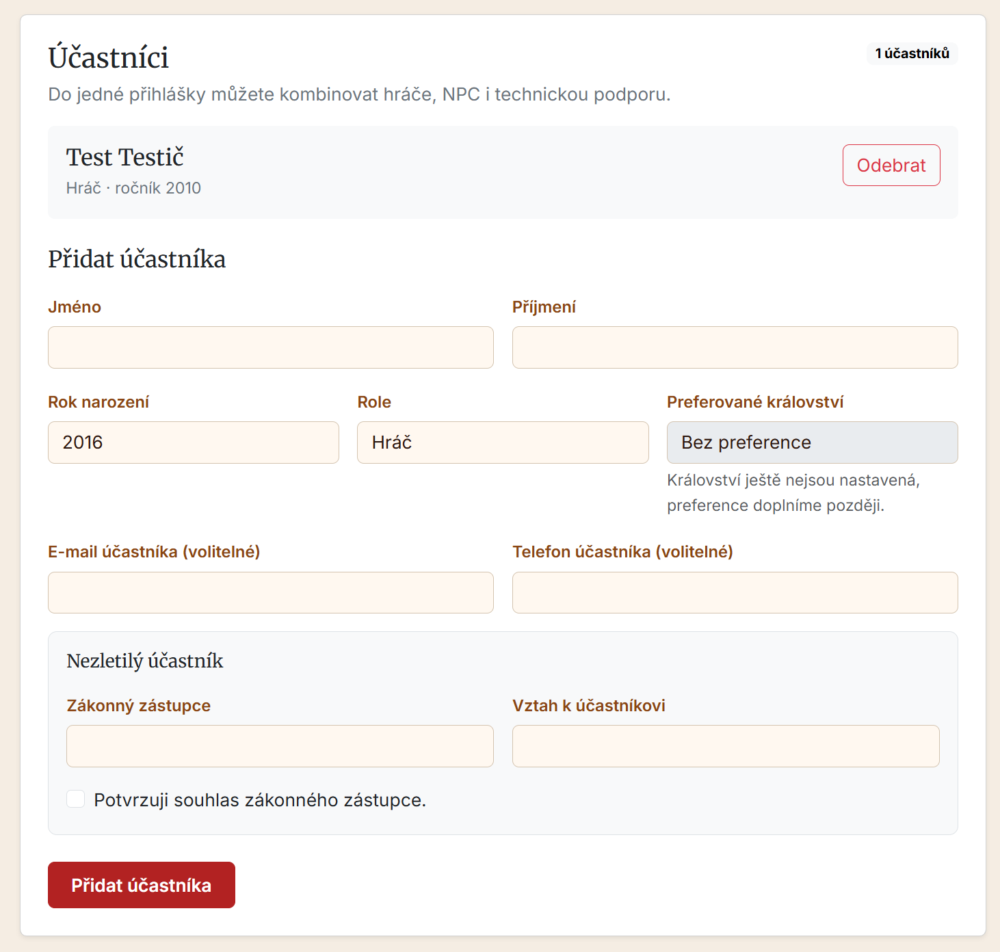 Účastníci
1 účastníků
Do jedné přihlášky můžete kombinovat hráče, NPC i technickou podporu.
Test Testič
Odebrat
Hráč · ročník 2010
Přidat účastníka
Jméno
Příjmení
Rok narození
Role
Preferované království
2016
Hráč
Bez preference
Království ještě nejsou nastavená,
preference doplníme později.
E-mail účastníka (volitelné)
Telefon účastníka (volitelné)
Nezletilý účastník
Zákonný zástupce
Vztah k účastníkovi
Potvrzuji souhlas zákonného zástupce.
Přidat účastníka